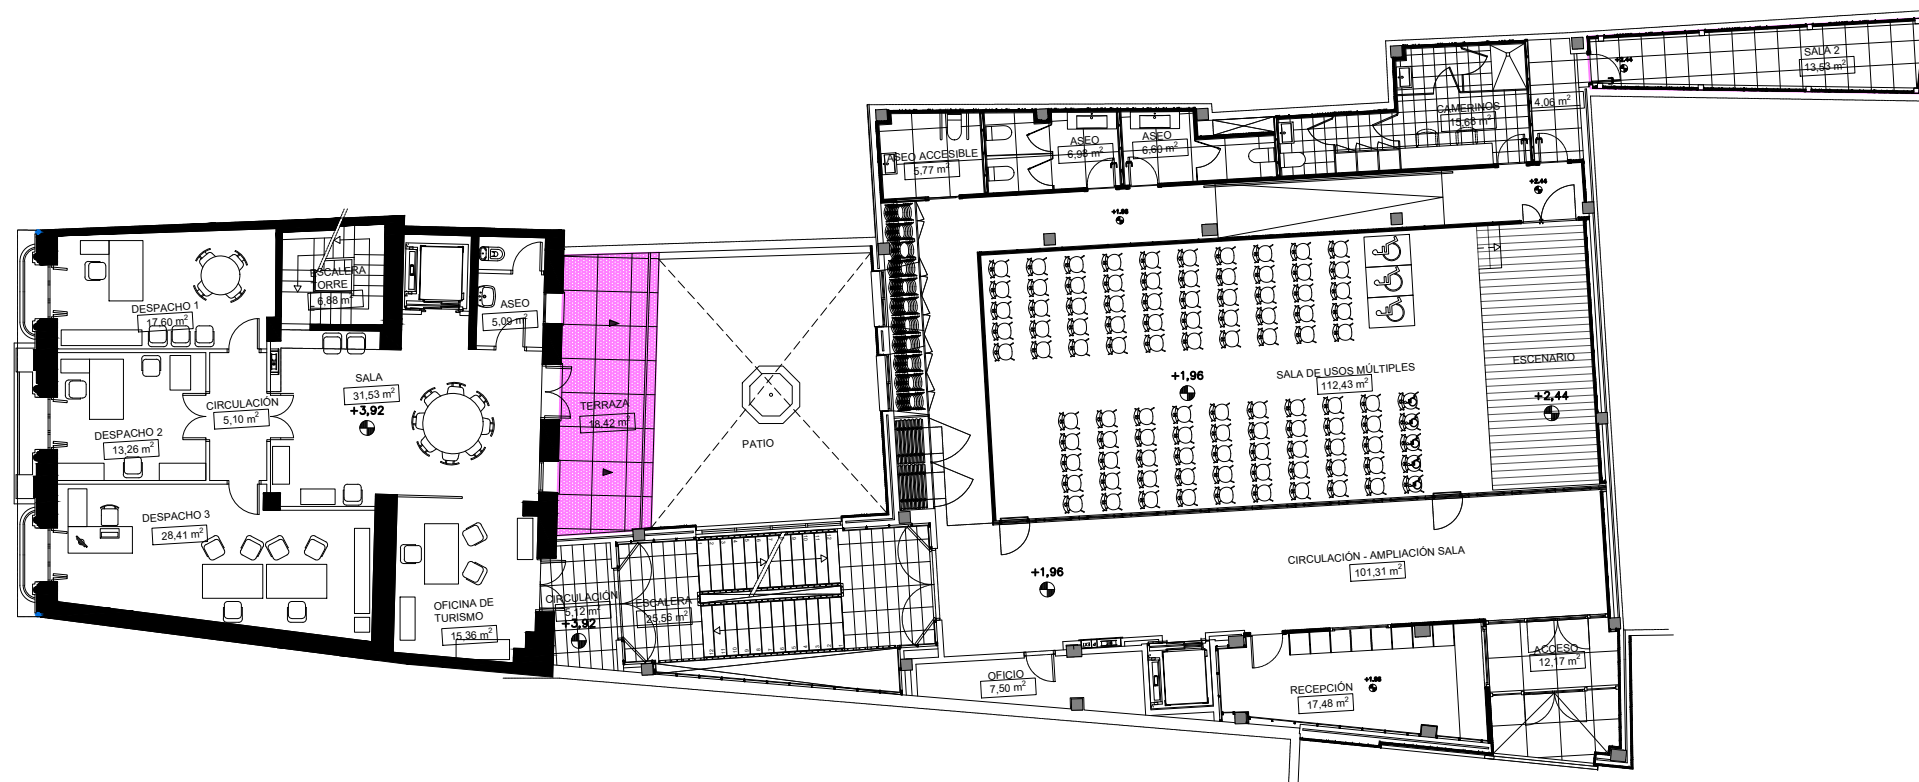 SALA 2
13,53 m²
+2.44
CAMERINOS
15,68 m²
4,06 m²
ASEO
6,98 m²
ASEO
6,60 m²
ASEO ACCESIBLE
5,77 m²
+2.44
+1.96
ESCALERA
TORRE
6,88 m²
ASEO
5,09 m²
DESPACHO 1
17,60 m²
SALA
31,53 m²
+3,92
CIRCULACIÓN
5,10 m²
DESPACHO 2
13,26 m²
TERRAZA
18,42 m²
PATIO
+1,96
SALA DE USOS MÚLTIPLES
112,43 m²
ESCENARIO
+2,44
DESPACHO 3
28,41 m²
OFICINA DE
TURISMO
15,36 m²
CIRCULACIÓN
5,12 m²
+3,92
ESCALERA
25,56 m²
+1,96
CIRCULACIÓN - AMPLIACIÓN SALA
101,31 m²
OFICIO
7,50 m²
RECEPCIÓN
17,48 m²
+1.96
ACCESO
12,17 m²